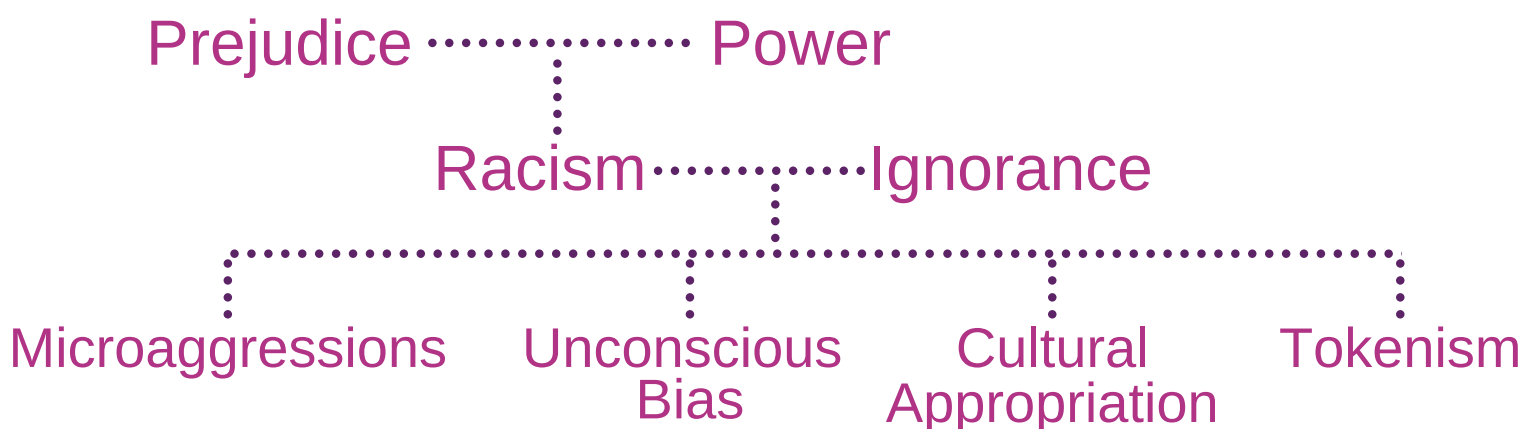 Prejudice Power
Racism Ignorance
Microaggressions Unconscious Cultural Tokenism
Bias Appropriation